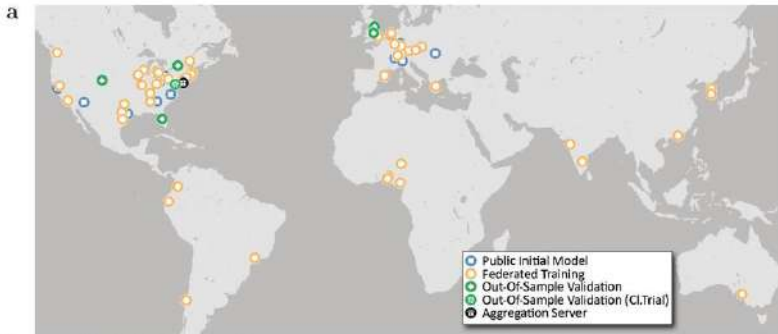 a
Public Initial Model
Federated Training
Out-Of-Sample Validation
Out-Of-Sample Validation (Cl.Trial)
Aggregation Server